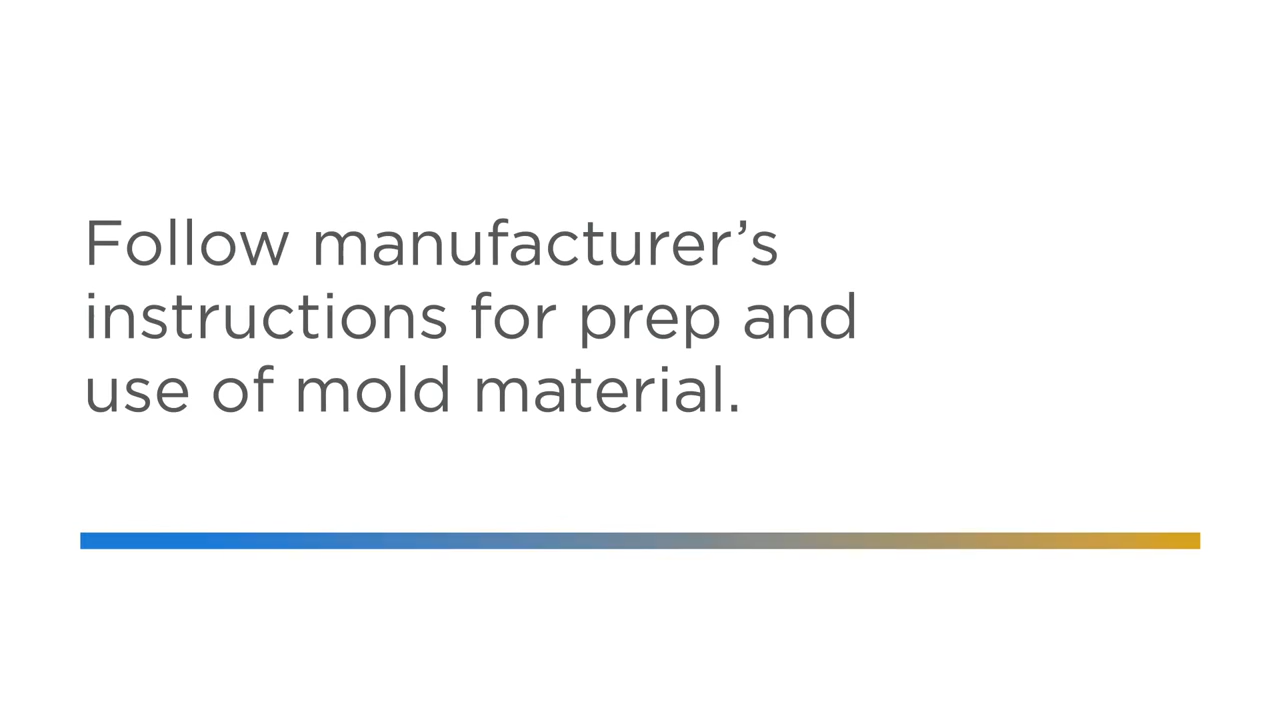 Follow manufacturer’s
instructions for prep and
use of mold material.